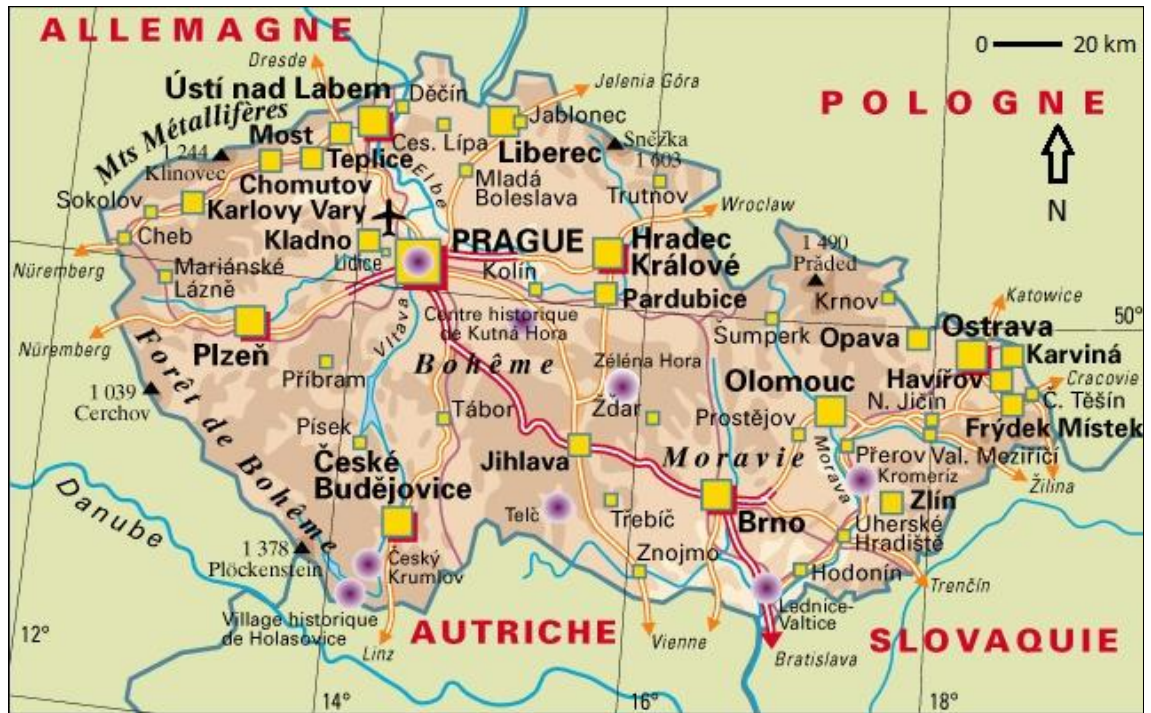 ALLEMAGNE
0 20 km
Dresde
Jelenia Góra
Ústí nad Labem
Děčín
POLOGNE
Mts Métallifères
Most
Ces. Lípa
Jablonec
Sněžka
1 603
1 244
Klinovec
Teplice
Liberec
Elbe
Chomutov
Mladá
Boleslava
Trutnov
N
Sokolov
Karlovy Vary
Wroclaw
Cheb
Kladno
PRAGUE
Hradec
Králové
1 490
Práded
Nüremberg
Lidice
Mariánské
Lázně
Kolín
Pardubice
Krnov
Katowice
50°
Vltava
Centre historique
de Kutná Hora
Sumperk
Opava
Ostrava
Nüremberg
Plzeň
Karviná
Forêt de Bohême
Bohême
Zéléna Hora
Příbram
Olomouc
Havířov
Cracovie
1 039
Cerchov
Tábor
Ždar
Prostějov
N. Jičín
Č. Těšín
Písek
Frýdek Místek
České
Budějovice
Jihlava
Moravie
Morava
Přerov
Val. Meziříčí
Kromeriz
Žilina
Danube
Telč
Třebíč
Brno
Zlín
Uherské
Hradiště
1 378
Plöckenstein
Český
Krumlov
Znojmo
Hodonín
Trenčín
Village historique
de Holasovice
Lednice-
Valtice
12°
AUTRICHE
SLOVAQUIE
Linz
Vienne
Bratislava
14°
16°
18°